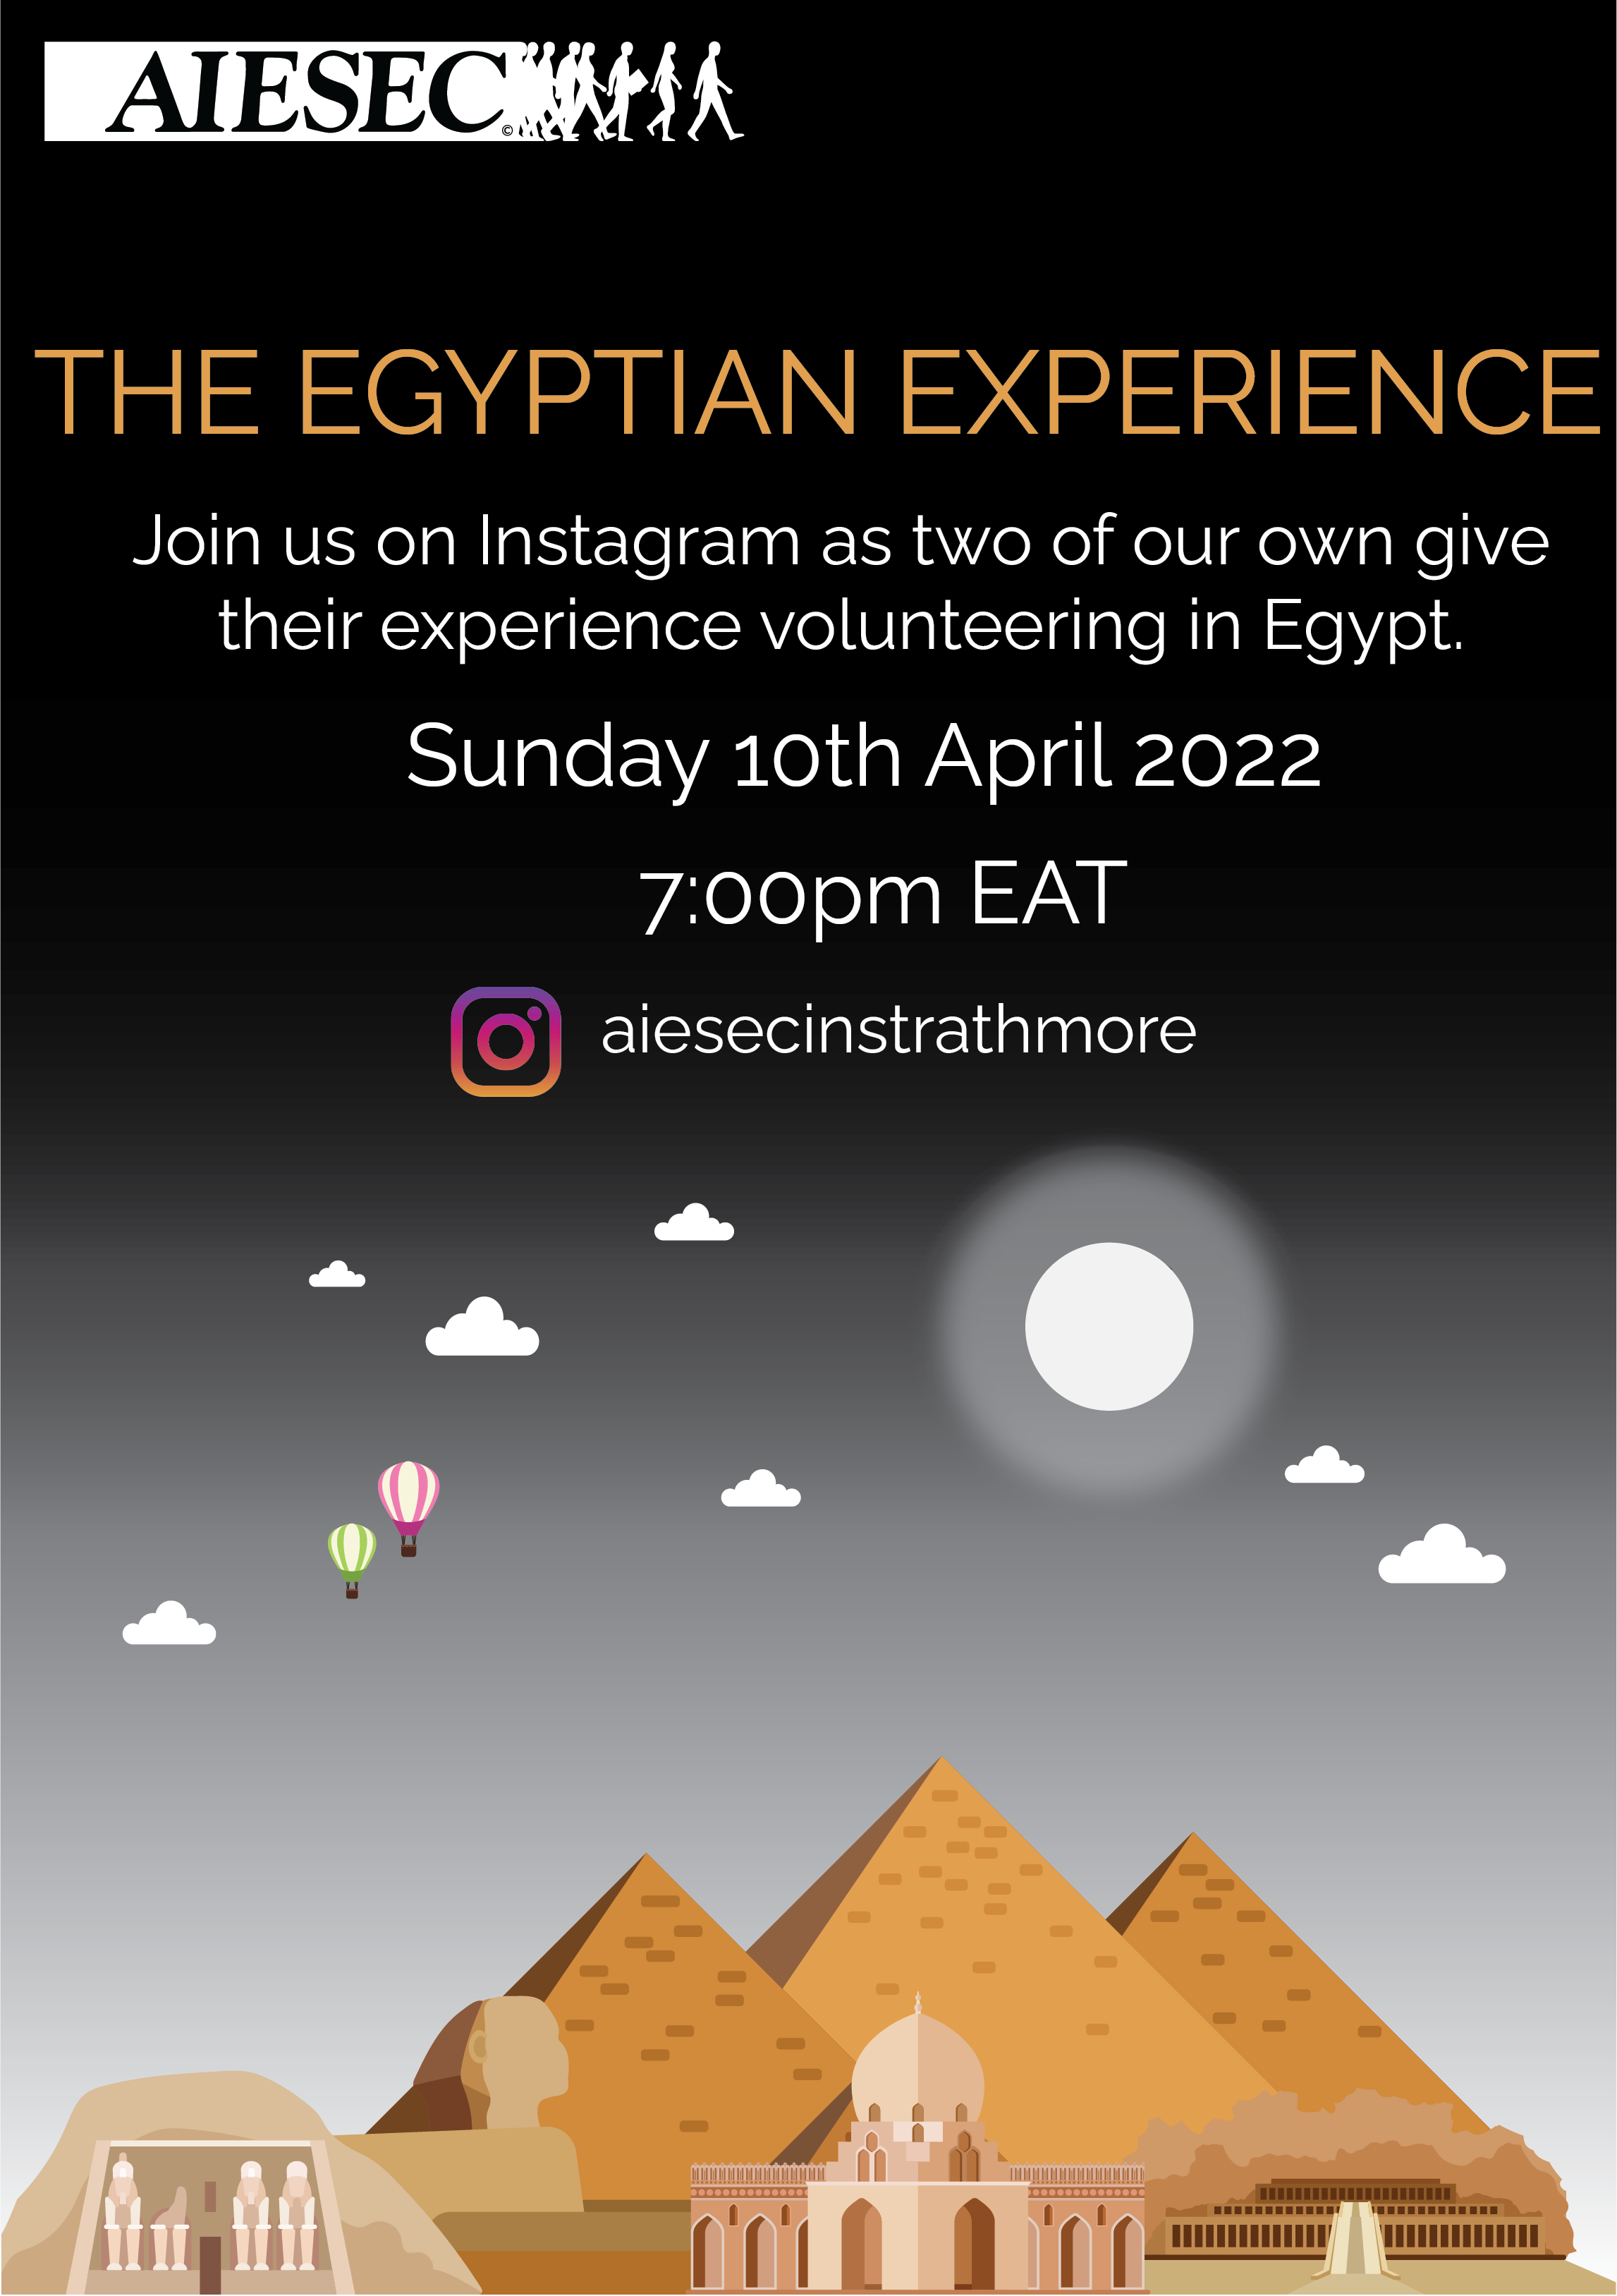 AIESEC©
THE EGYPTIAN EXPERIENCE
Join us on Instagram as two of our own give
their experience volunteering in Egypt.
Sunday 10th April 2022
7:00pm EAT
aiesecinstrathmore